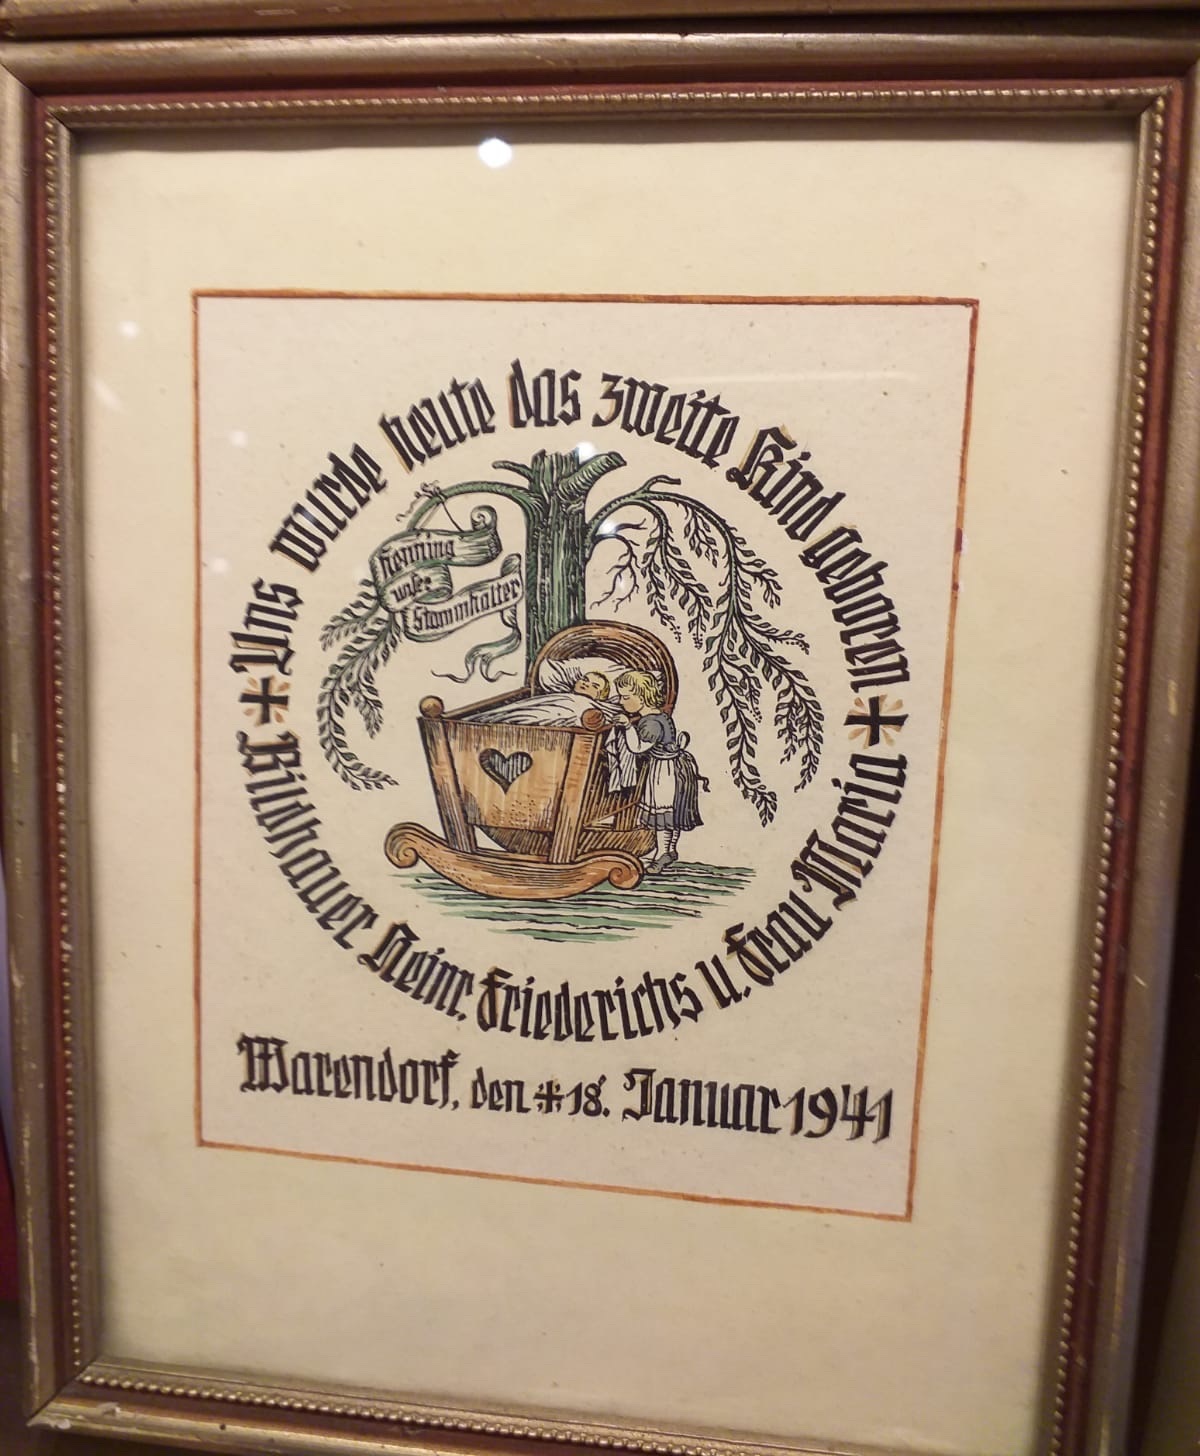 Uns wurde heute das zweite Kind geboren
Henning
unser
Stammhalter
Bildhauer Heinr. Friederichs u. Frau Maria
Warendorf, den 18. Januar 1941